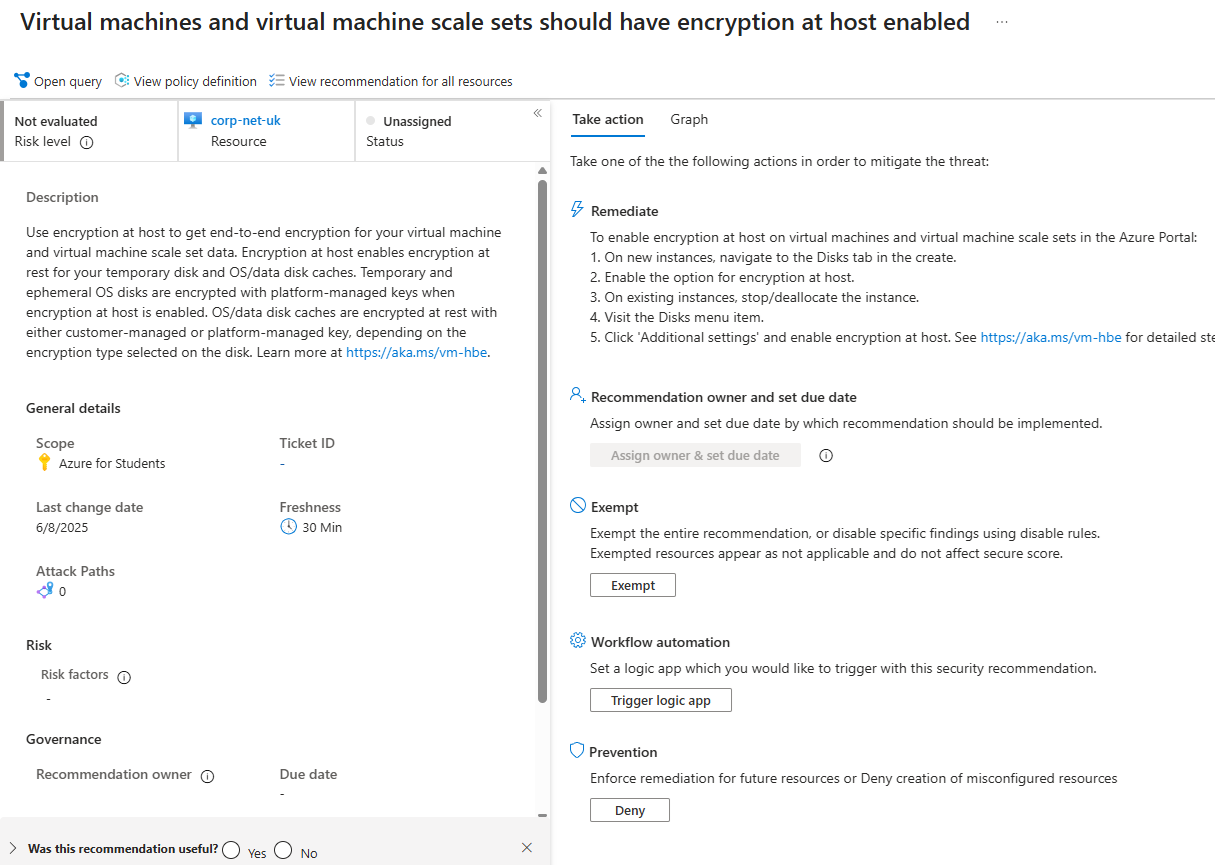 Virtual machines and virtual machine scale sets should have encryption at host enabled ...
Open query View policy definition View recommendation for all resources
Not evaluated
Risk level
corp-net-uk
Resource
Unassigned
Status
Description
Use encryption at host to get end-to-end encryption for your virtual machine
and virtual machine scale set data. Encryption at host enables encryption at
rest for your temporary disk and OS/data disk caches. Temporary and
ephemeral OS disks are encrypted with platform-managed keys when
encryption at host is enabled. OS/data disk caches are encrypted at rest with
either customer-managed or platform-managed key, depending on the
encryption type selected on the disk. Learn more at https://aka.ms/vm-hbe.
General details
Scope
Azure for Students
Ticket ID
-
Last change date
6/8/2025
Freshness
30 Min
Attack Paths
0
Risk
Risk factors
-
Governance
Recommendation owner
Due date
-
Was this recommendation useful? Yes No
Take action Graph
Take one of the the following actions in order to mitigate the threat:
Remediate
To enable encryption at host on virtual machines and virtual machine scale sets in the Azure Portal:
1. On new instances, navigate to the Disks tab in the create.
2. Enable the option for encryption at host.
3. On existing instances, stop/deallocate the instance.
4. Visit the Disks menu item.
5. Click 'Additional settings' and enable encryption at host. See https://aka.ms/vm-hbe for detailed ste
Recommendation owner and set due date
Assign owner and set due date by which recommendation should be implemented.
Assign owner & set due date
Exempt
Exempt the entire recommendation, or disable specific findings using disable rules.
Exempted resources appear as not applicable and do not affect secure score.
Exempt
Workflow automation
Set a logic app which you would like to trigger with this security recommendation.
Trigger logic app
Prevention
Enforce remediation for future resources or Deny creation of misconfigured resources
Deny